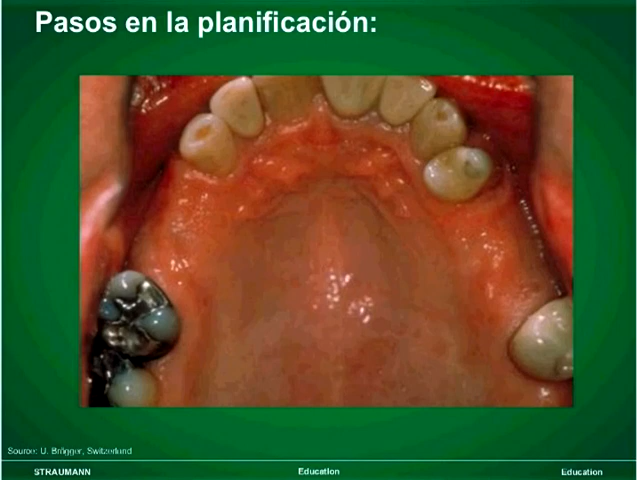 Pasos en la planificación:
Source: U. Brägger, Switzerland
STRAUMANN Education Education